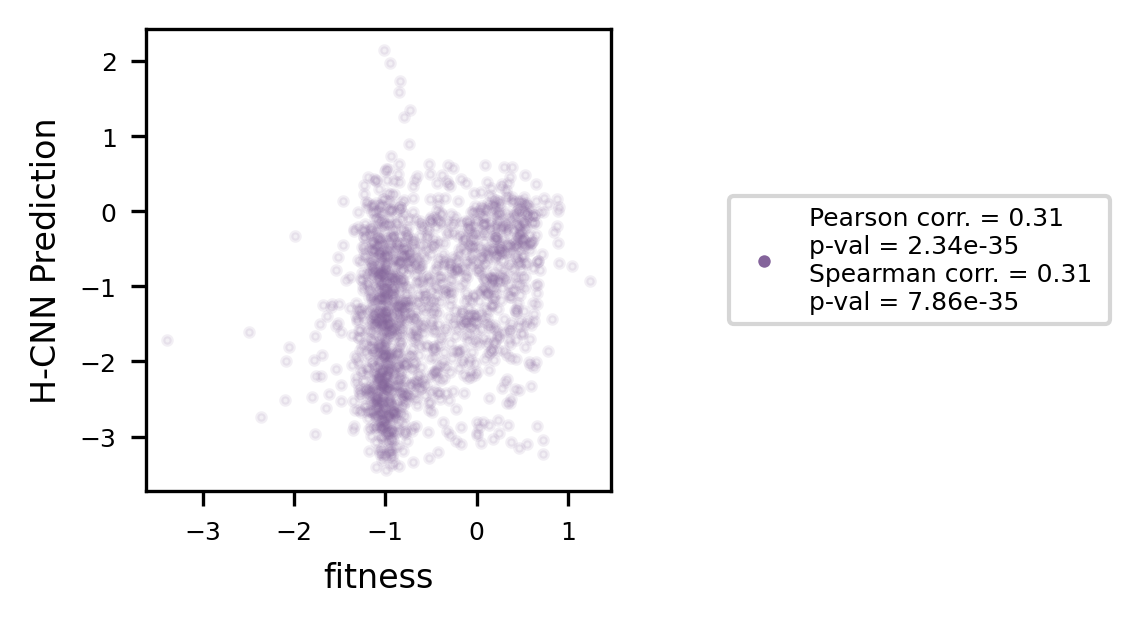 H-CNN Prediction
2
1
0
−1
−2
−3
−3
−2
−1
0
1
fitness
Pearson corr. = 0.31
p-val = 2.34e-35
Spearman corr. = 0.31
p-val = 7.86e-35